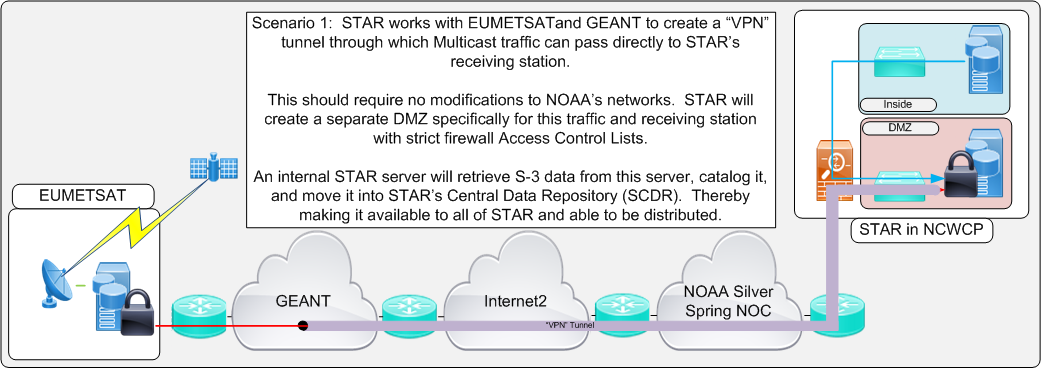 Scenario 1:  STAR works with EUMETSATand GEANT to create a “VPN”
tunnel through which Multicast traffic can pass directly to STAR’s
receiving station.
This should require no modifications to NOAA’s networks.  STAR will
create a separate DMZ specifically for this traffic and receiving station
with strict firewall Access Control Lists.
An internal STAR server will retrieve S-3 data from this server, catalog it,
and move it into STAR’s Central Data Repository (SCDR).  Thereby
making it available to all of STAR and able to be distributed.
Inside
DMZ
STAR in NCWCP
EUMETSAT
GEANT
Internet2
NOAA Silver
Spring NOC
“VPN” Tunnel